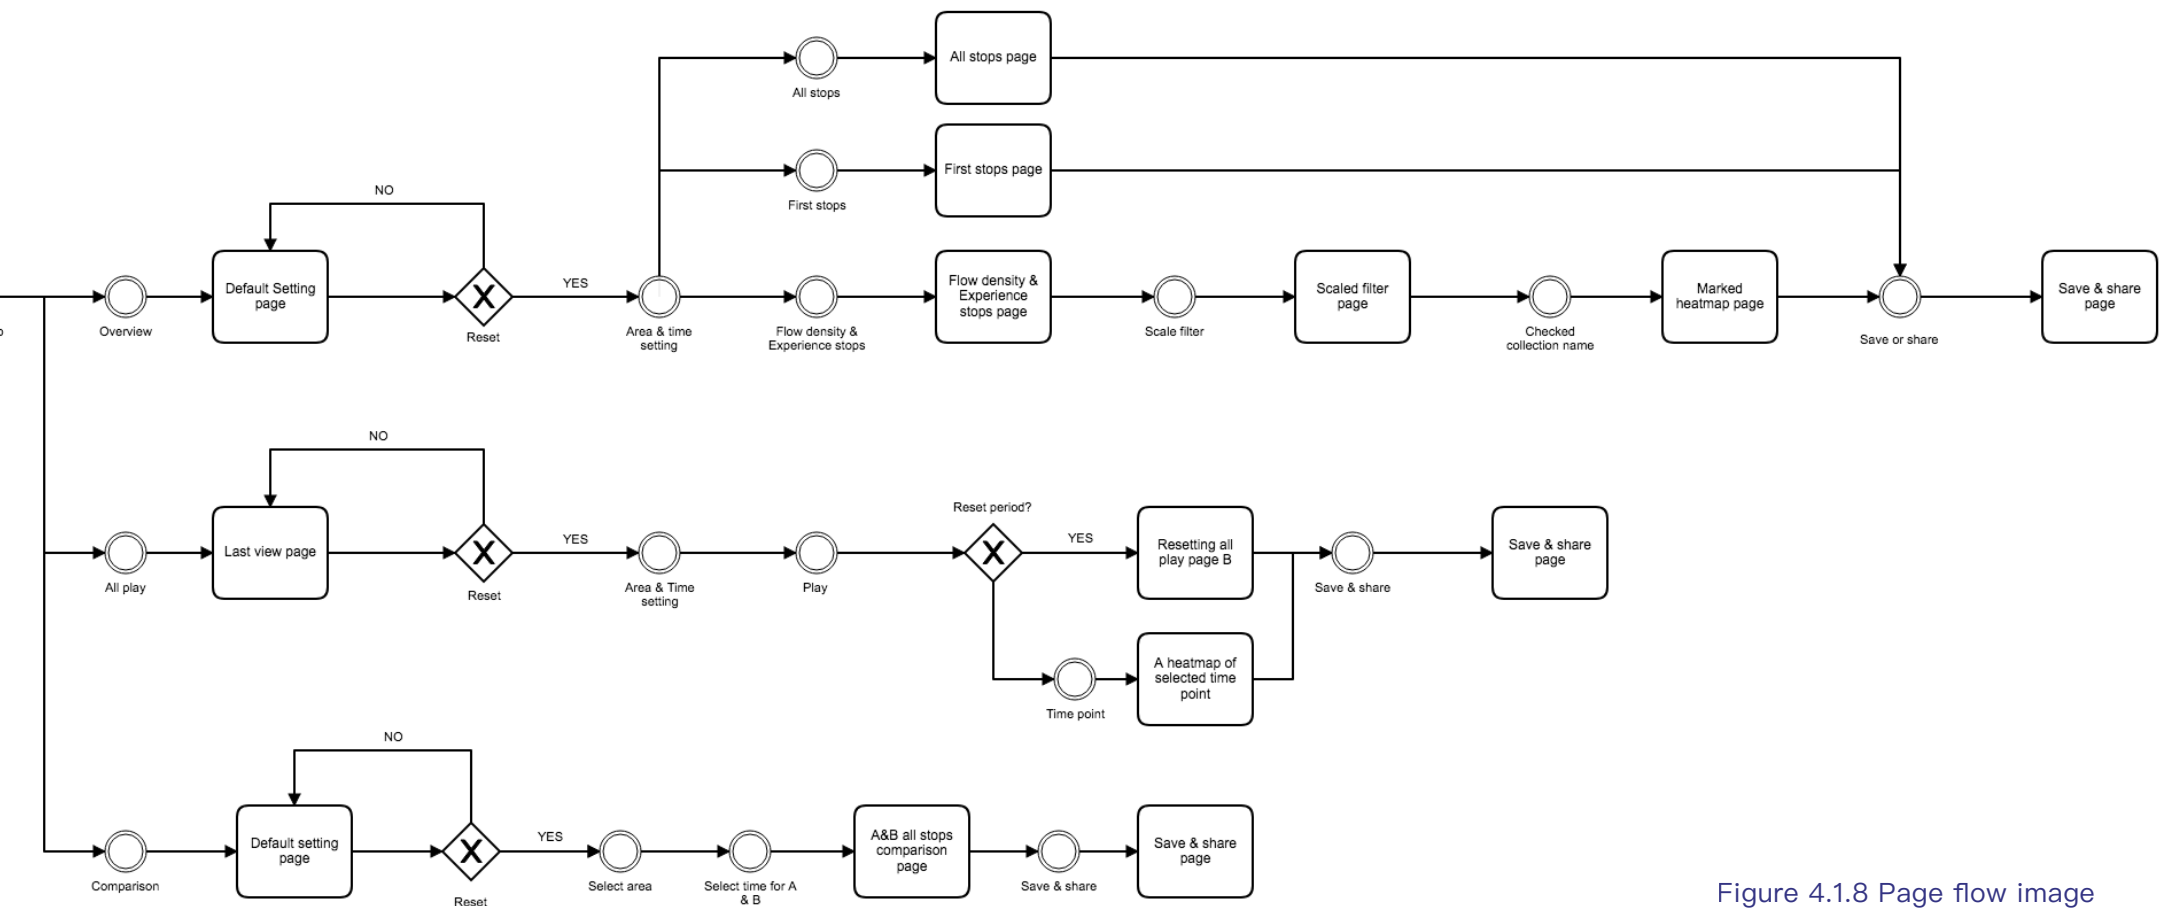 All stops page
All stops
First stops page
First stops
NO
Default Setting
page
YES
Flow density &
Experience
stops page
Scaled filter
page
Marked
heatmap page
Save & share
page
Overview
Reset
Area & time
setting
Flow density &
Experience stops
Scale filter
Checked
collection name
Save or share
NO
Reset period?
Last view page
YES
YES
Resetting all
play page B
Save & share
page
All play
Reset
Area & Time
setting
Play
Save & share
A heatmap of
selected time
point
Time point
NO
Default setting
page
YES
A&B all stops
comparison
page
Save & share
page
Comparison
Reset
Select area
Select time for A
& B
Save & share
Figure 4.1.8 Page flow image